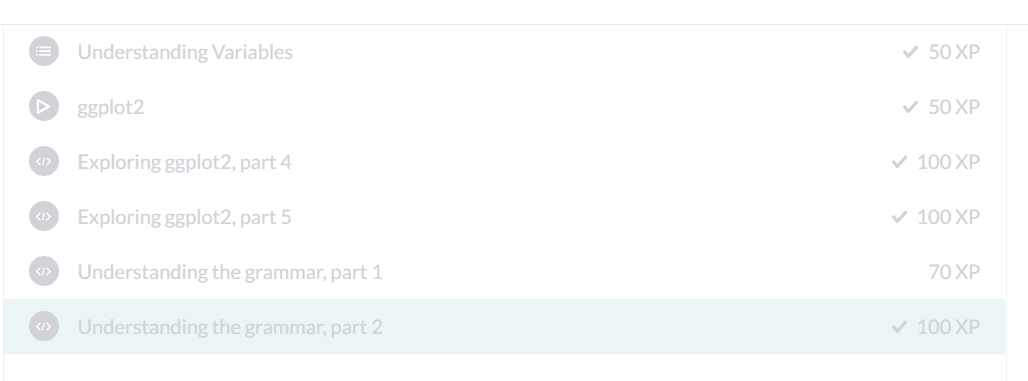 Understanding Variables 50 XP
ggplot2 50 XP
Exploring ggplot2, part 4 100 XP
Exploring ggplot2, part 5 100 XP
Understanding the grammar, part 1 70 XP
Understanding the grammar, part 2 100 XP